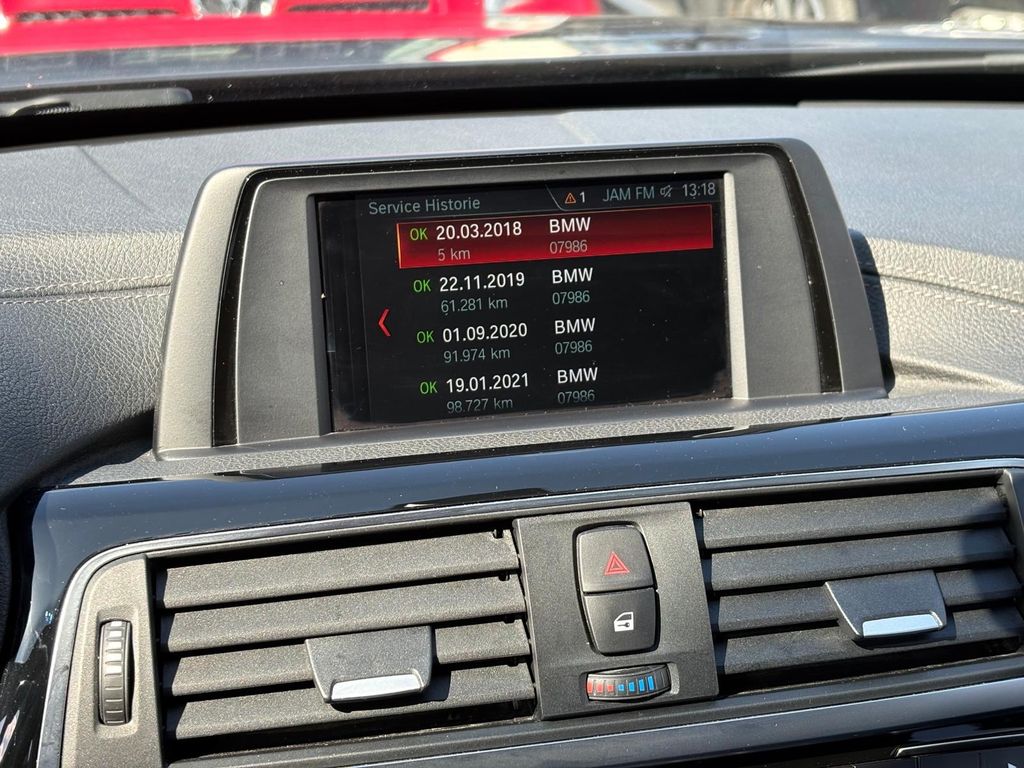 Service Historie 1 JAM FM 13:18
OK 20.03.2018 BMW
5 km 07986
OK 22.11.2019 BMW
61.281 km 07986
OK 01.09.2020 BMW
91.974 km 07986
OK 19.01.2021 BMW
98.727 km 07986